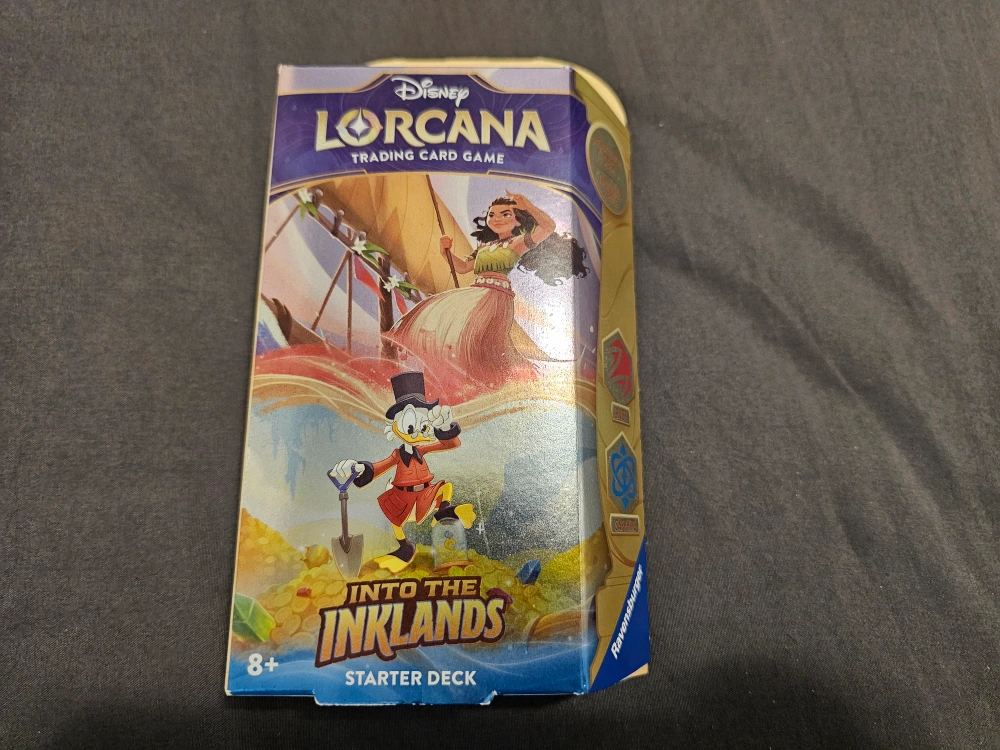 Disney
LORCANA
TRADING CARD GAME
INTO THE
INKLANDS
8+
STARTER DECK
Ravensburger